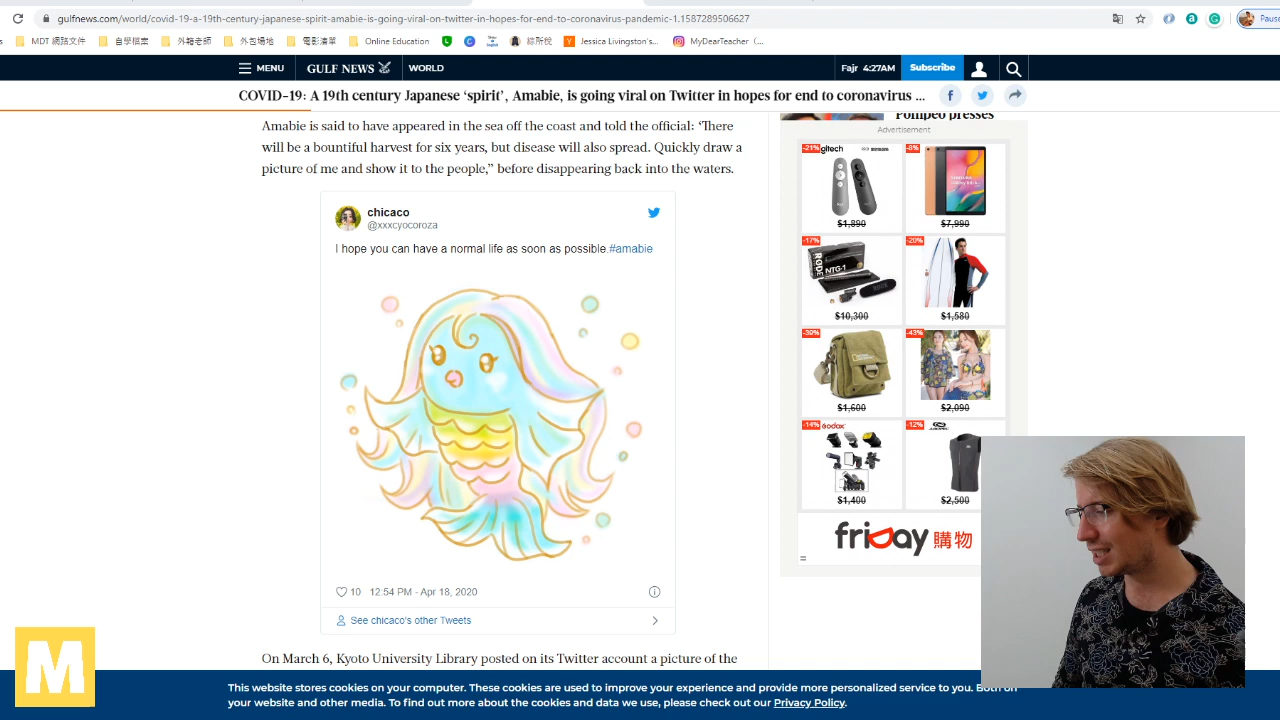 gulfnews.com/world/covid-19-a-19th-century-japanese-spirit-amabie-is-going-viral-on-twitter-in-hopes-for-end-to-coronavirus-pandemic-1.1587289506627
Paus
MDT 網路文件 自學檔案 外籍老師 外包場地 電影清單 Online Education 綜所稅 Jessica Livingston's... MyDearTeacher (...
MENU GULF NEWS WORLD Fajr 4:27AM Subscribe
COVID-19: A 19th century Japanese ‘spirit’, Amabie, is going viral on Twitter in hopes for end to coronavirus ...
Pompeo presses
Advertisement
Amabie is said to have appeared in the sea off the coast and told the official: ‘There
will be a bountiful harvest for six years, but disease will also spread. Quickly draw a
picture of me and show it to the people,” before disappearing back into the waters.
chicaco
@xxxcyocoroza
I hope you can have a normal life as soon as possible.#amabie
10 12:54 PM - Apr 18, 2020
See chicaco's other Tweets
On March 6, Kyoto University Library posted on its Twitter account a picture of the
-21% gitech -8%
$1,890 $7,990
-17% RODE NTG-1 -20%
$10,300 $1,580
-30% -43%
$1,600 $2,090
-14% Godox -12%
$1,400 $2,500
friDay 購物
M
This website stores cookies on your computer. These cookies are used to improve your experience and provide more personalized service to you. Both on
your website and other media. To find out more about the cookies and data we use, please check out our Privacy Policy.